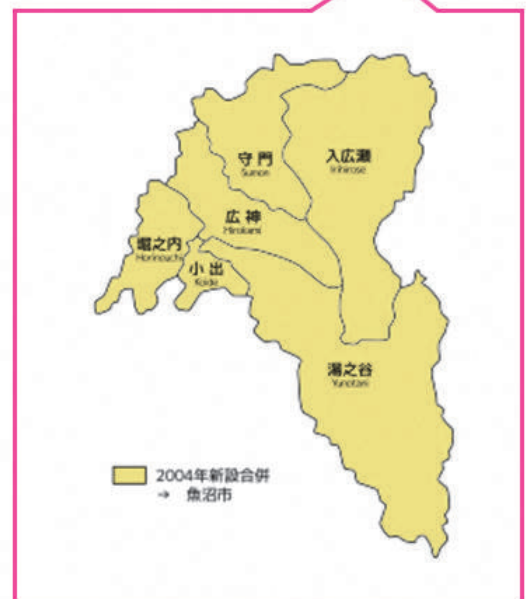 守門
Sumon
入広瀬
Irihirose
広神
Hirokami
堀之内
Horinouchi
小出
Koide
湯之谷
Yunotani
2004年新設合併
→ 魚沼市